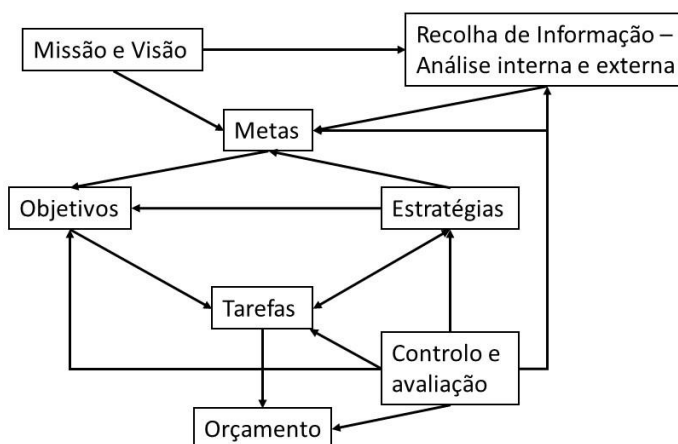 Missão e Visão
Recolha de Informação –
Análise interna e externa
Metas
Objetivos
Estratégias
Tarefas
Controlo e
avaliação
Orçamento